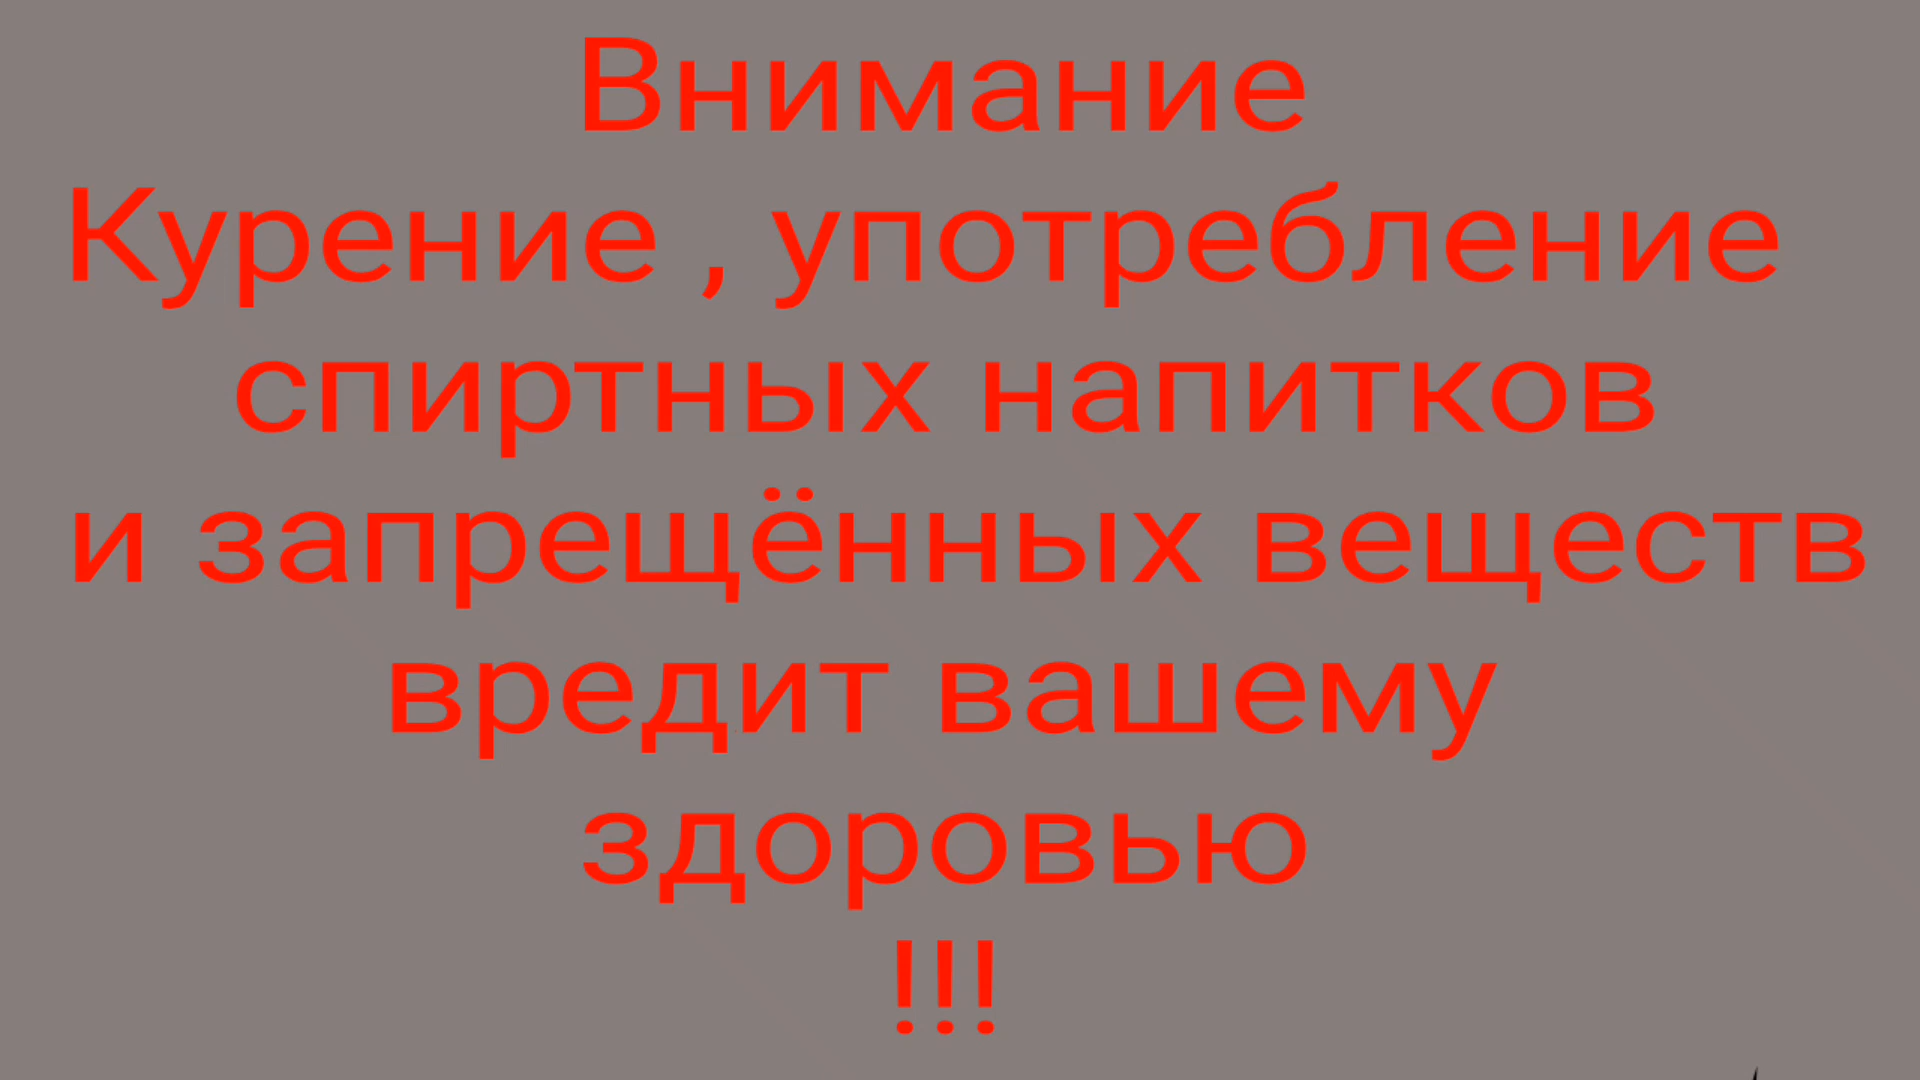 Внимание
Курение , употребление
спиртных напитков
и запрещённых веществ
вредит вашему
здоровью
!!!